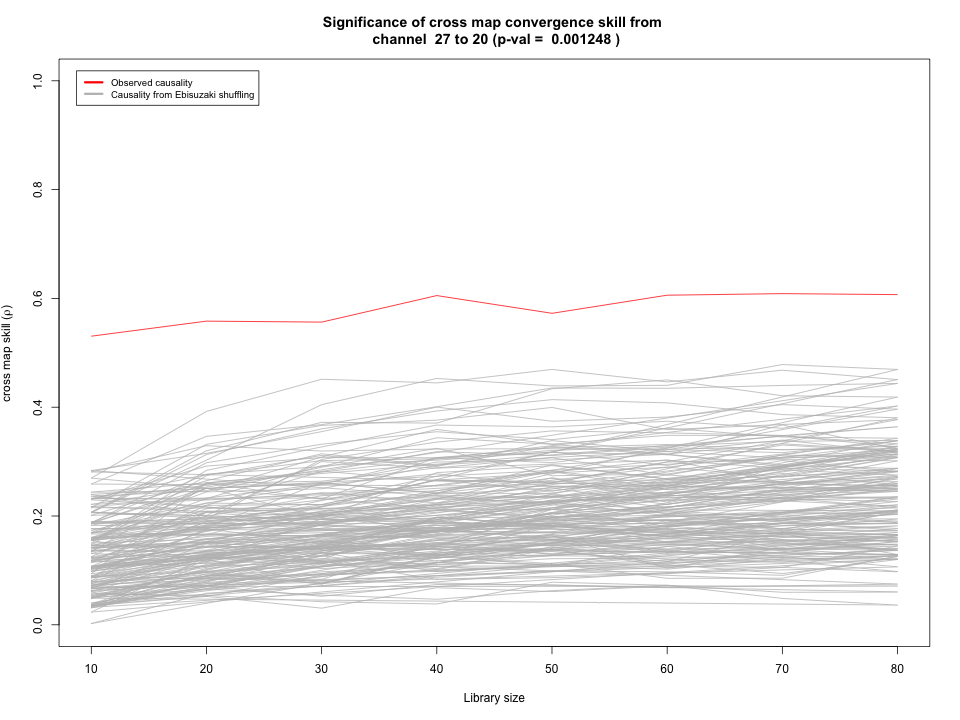 Significance of cross map convergence skill from
channel 27 to 20 (p-val = 0.001248 )
Observed causality
Causality from Ebisuzaki shuffling
1.0
0.8
0.6
0.4
0.2
0.0
cross map skill (ρ)
10 20 30 40 50 60 70 80
Library size